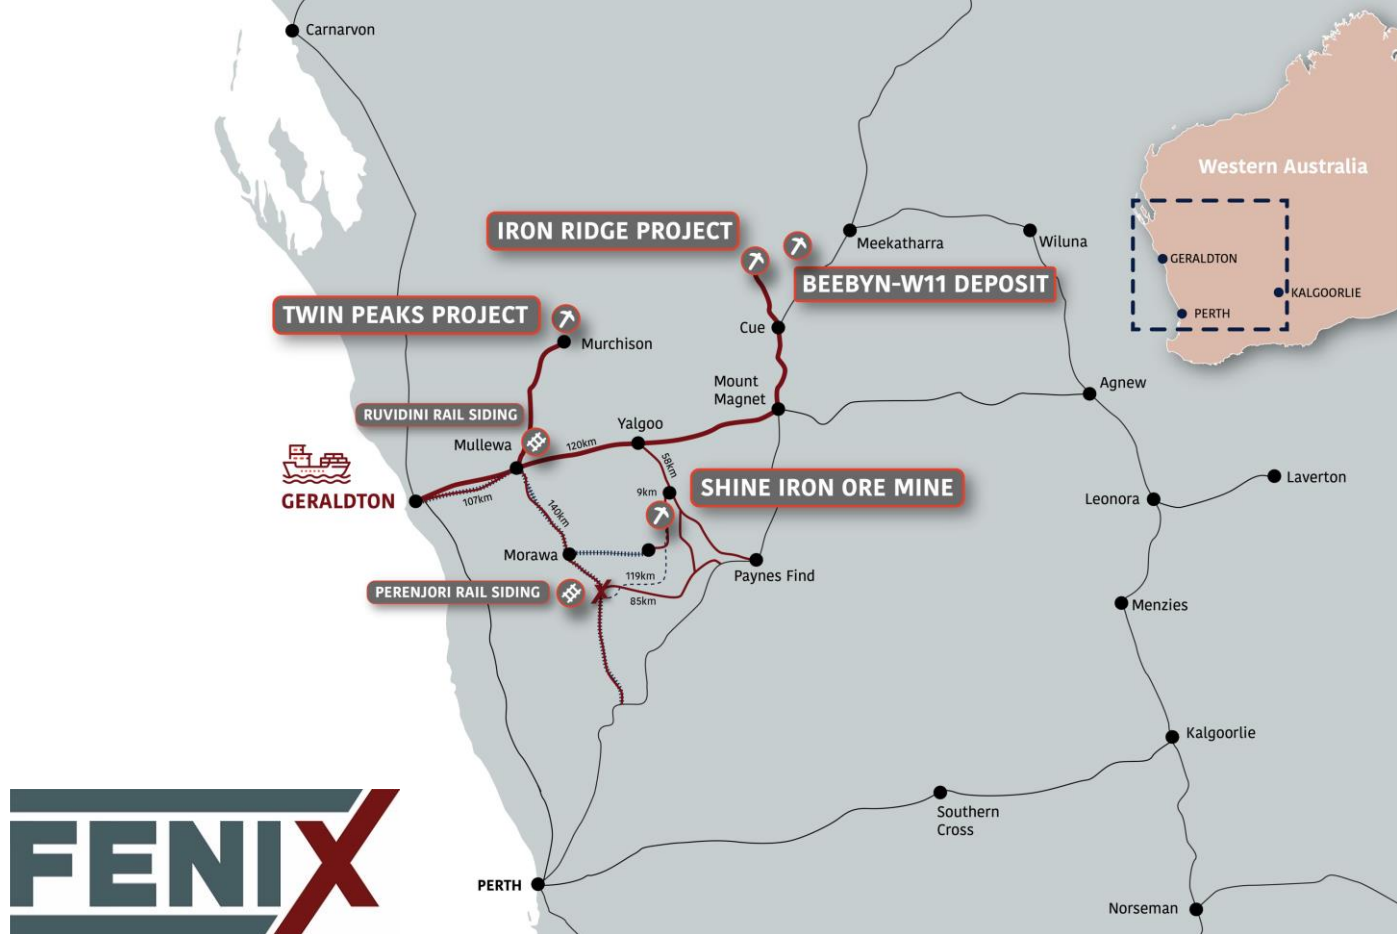 Carnarvon
Western Australia
IRON RIDGE PROJECT
Meekatharra
Wiluna
GERALDTON
BEEBYN-W11 DEPOSIT
KALGOORLIE
TWIN PEAKS PROJECT
PERTH
Cue
Murchison
Mount
Magnet
Agnew
RUVIDINI RAIL SIDING
Yalgoo
Mullewa
120km
58km
Laverton
GERALDTON
107km
9km
SHINE IRON ORE MINE
Leonora
140km
Morawa
119km
Paynes Find
PERENJORI RAIL SIDING
X
85km
Menzies
Kalgoorlie
Southern
Cross
FENIX
PERTH
Norseman